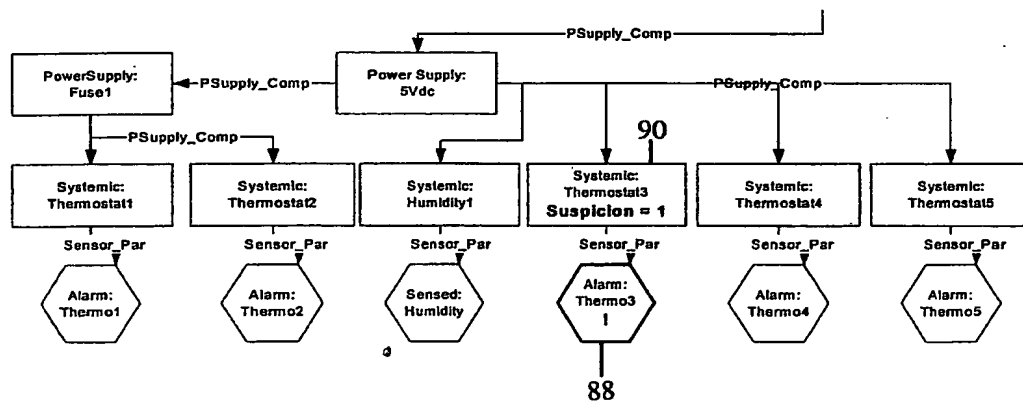 PSupply_Comp
PowerSupply:
Fuse1
PSupply_Comp
Power Supply:
5Vdc
PSupply_Comp
PSupply_Comp
90
Systemic:
Thermostat1
Systemic:
Thermostat2
Systemic:
Humidity1
Systemic:
Thermostat3
Suspicion = 1
Systemic:
Thermostat4
Systemic:
Thermostat5
Sensor_Par
Sensor_Par
Sensor_Par
Sensor_Par
Sensor_Par
Sensor_Par
Alarm:
Thermo1
Alarm:
Thermo2
Sensed:
Humidity
Alarm:
Thermo3
1
Alarm:
Thermo4
Alarm:
Thermo5
88